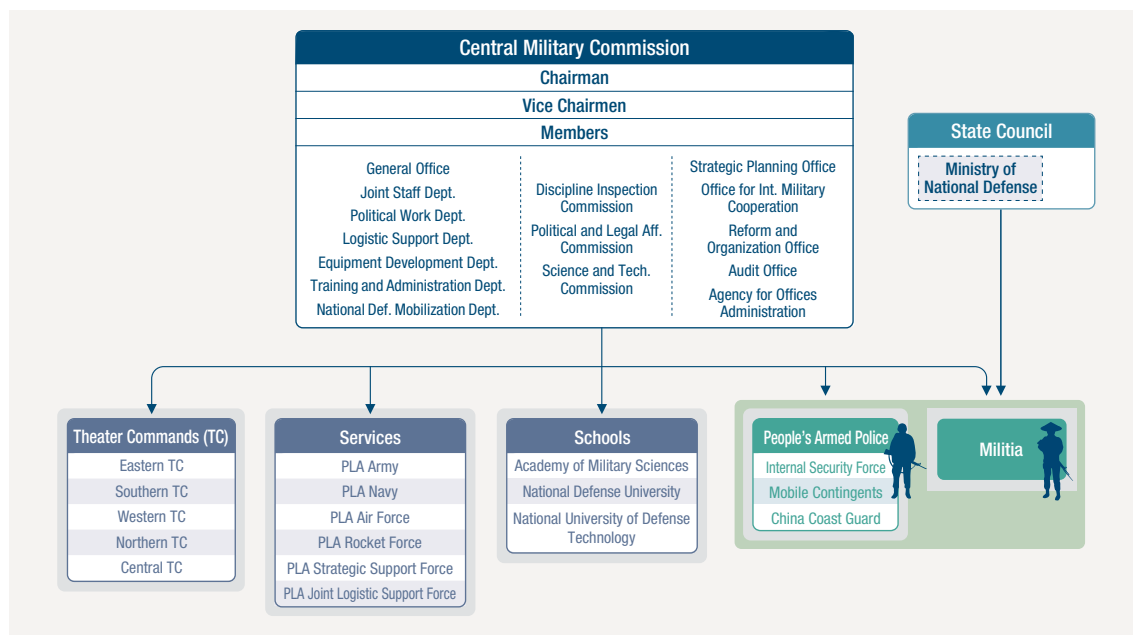 Central Military Commission
Chairman
Vice Chairmen
Members
General Office
Joint Staff Dept.
Political Work Dept.
Logistic Support Dept.
Equipment Development Dept.
Training and Administration Dept.
National Def. Mobilization Dept.
Discipline Inspection
Commission
Political and Legal Aff.
Commission
Science and Tech.
Commission
Strategic Planning Office
Office for Int. Military
Cooperation
Reform and
Organization Office
Audit Office
Agency for Offices
Administration
State Council
Ministry of
National Defense
Theater Commands (TC)
Eastern TC
Southern TC
Western TC
Northern TC
Central TC
Services
PLA Army
PLA Navy
PLA Air Force
PLA Rocket Force
PLA Strategic Support Force
PLA Joint Logistic Support Force
Schools
Academy of Military Sciences
National Defense University
National University of Defense
Technology
People's Armed Police
Internal Security Force
Mobile Contingents
China Coast Guard
Militia